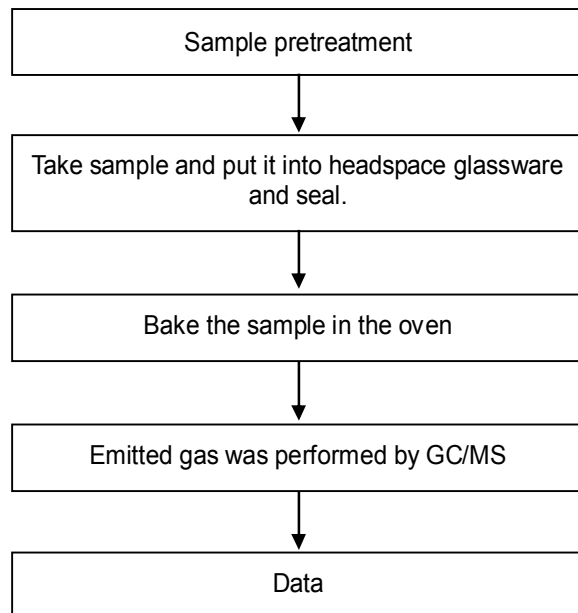 Sample pretreatment
Take sample and put it into headspace glassware
and seal.
Bake the sample in the oven
Emitted gas was performed by GC/MS
Data